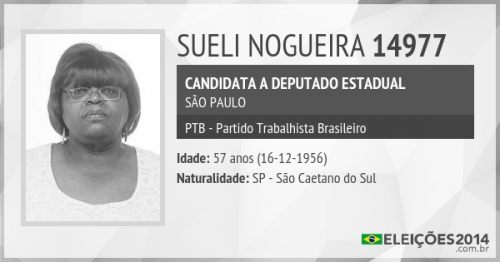 SUELI NOGUEIRA 14977
CANDIDATA A DEPUTADO ESTADUAL
SÃO PAULO
PTB - Partido Trabalhista Brasileiro
Idade: 57 anos (16-12-1956)
Naturalidade: SP - São Caetano do Sul
ELEIÇÕES2014
.com.br